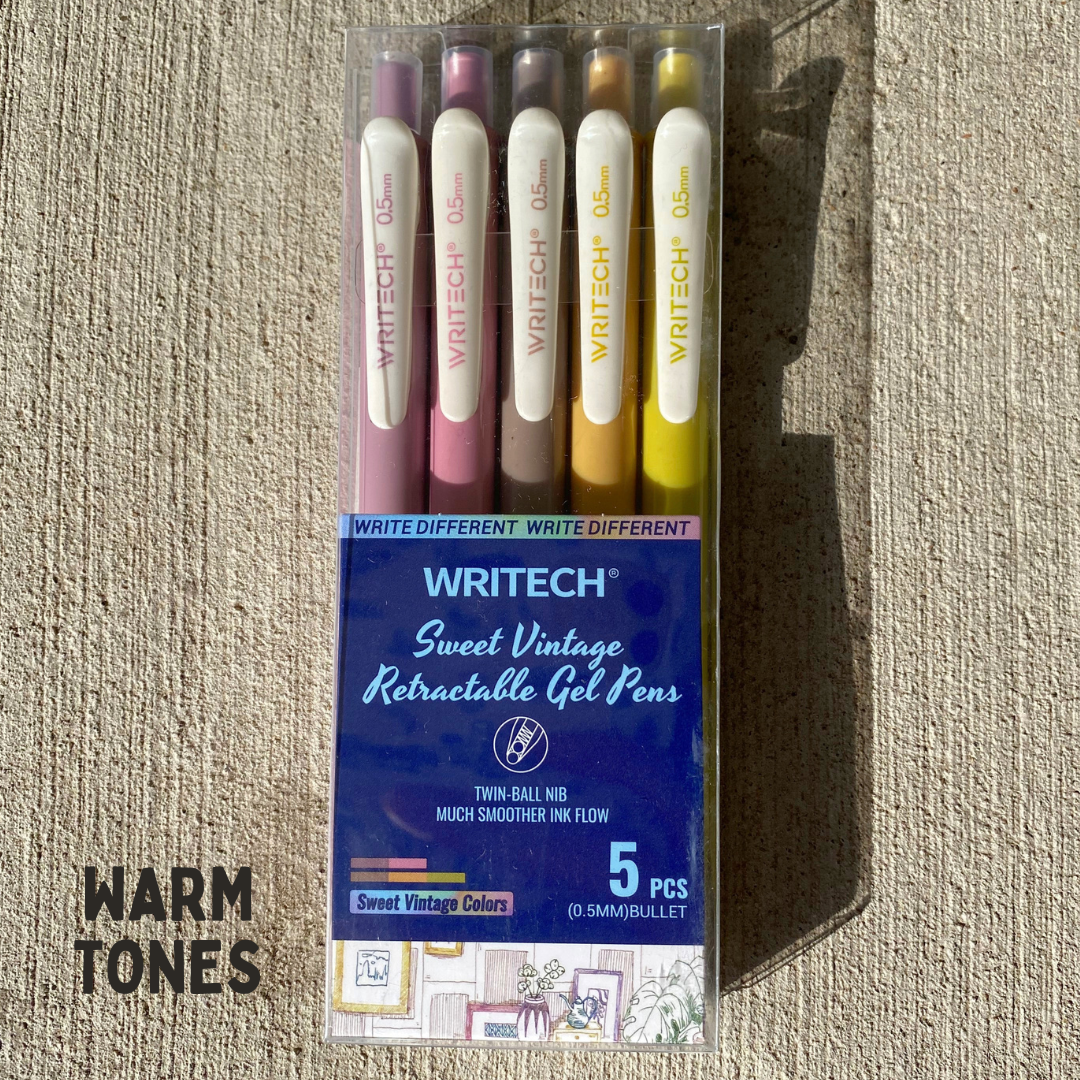 WRITECH® 0.5mm
WRITECH® 0.5mm
WRITECH® 0.5mm
WRITECH® 0.5mm
WRITECH® 0.5mm
WRITE DIFFERENT WRITE DIFFERENT
WRITECH®
Sweet Vintage
Retractable Gel Pens
TWIN-BALL NIB
MUCH SMOOTHER INK FLOW
5 PCS
(0.5MM)BULLET
Sweet Vintage Colors
WARM
TONES